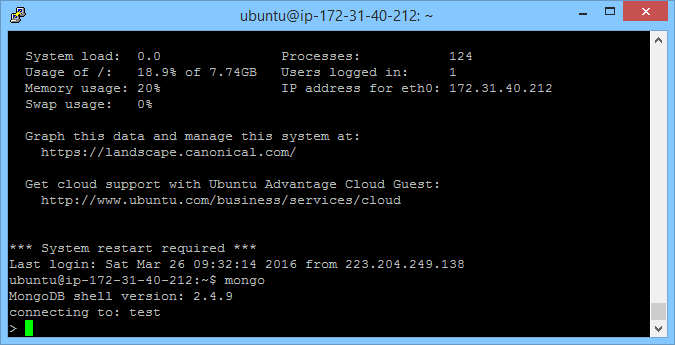 ubuntu@ip-172-31-40-212: ~
System load:  0.0               Processes:           124
Usage of /:   18.9% of 7.74GB   Users logged in:     1
Memory usage: 20%               IP address for eth0: 172.31.40.212
Swap usage:   0%
Graph this data and manage this system at:
https://landscape.canonical.com/
Get cloud support with Ubuntu Advantage Cloud Guest:
http://www.ubuntu.com/business/services/cloud
*** System restart required ***
Last login: Sat Mar 26 09:32:14 2016 from 223.204.249.138
ubuntu@ip-172-31-40-212:~$ mongo
MongoDB shell version: 2.4.9
connecting to: test
>